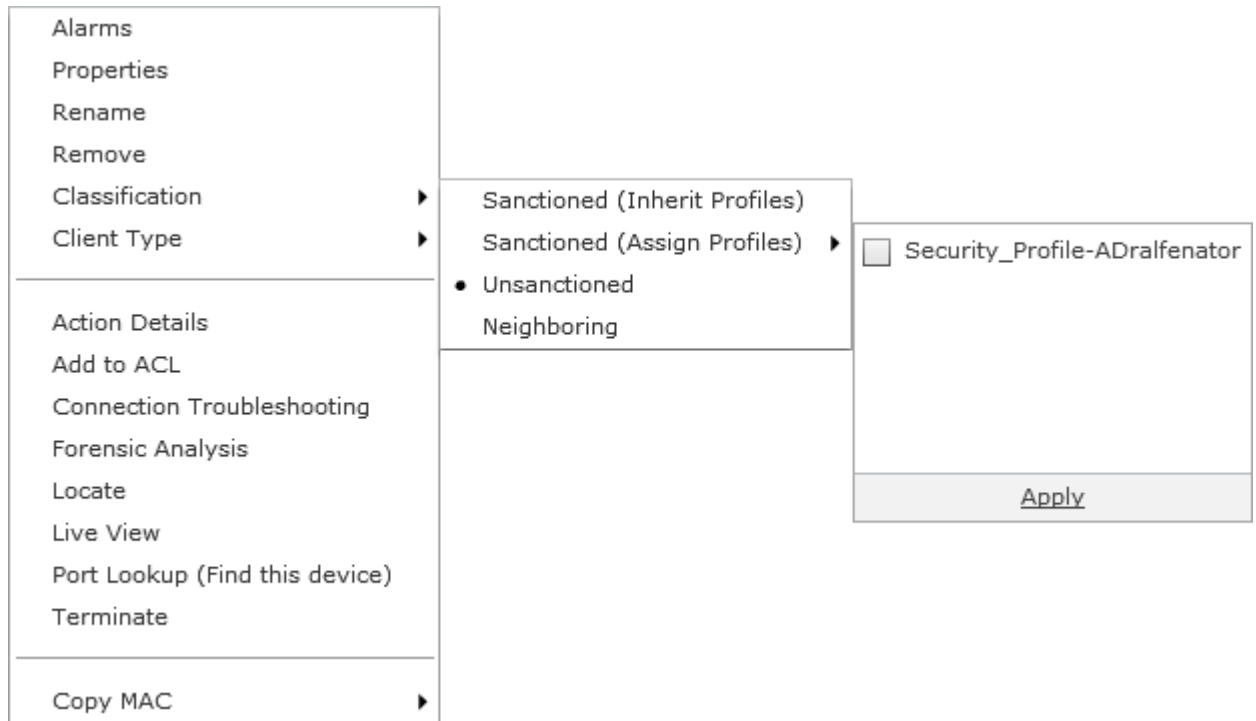 Alarms
Properties
Rename
Remove
Classification
Client Type
Action Details
Add to ACL
Connection Troubleshooting
Forensic Analysis
Locate
Live View
Port Lookup (Find this device)
Terminate
Copy MAC
Sanctioned (Inherit Profiles)
Sanctioned (Assign Profiles)
Unsanctioned
Neighboring
Security_Profile-ADralfenator
Apply